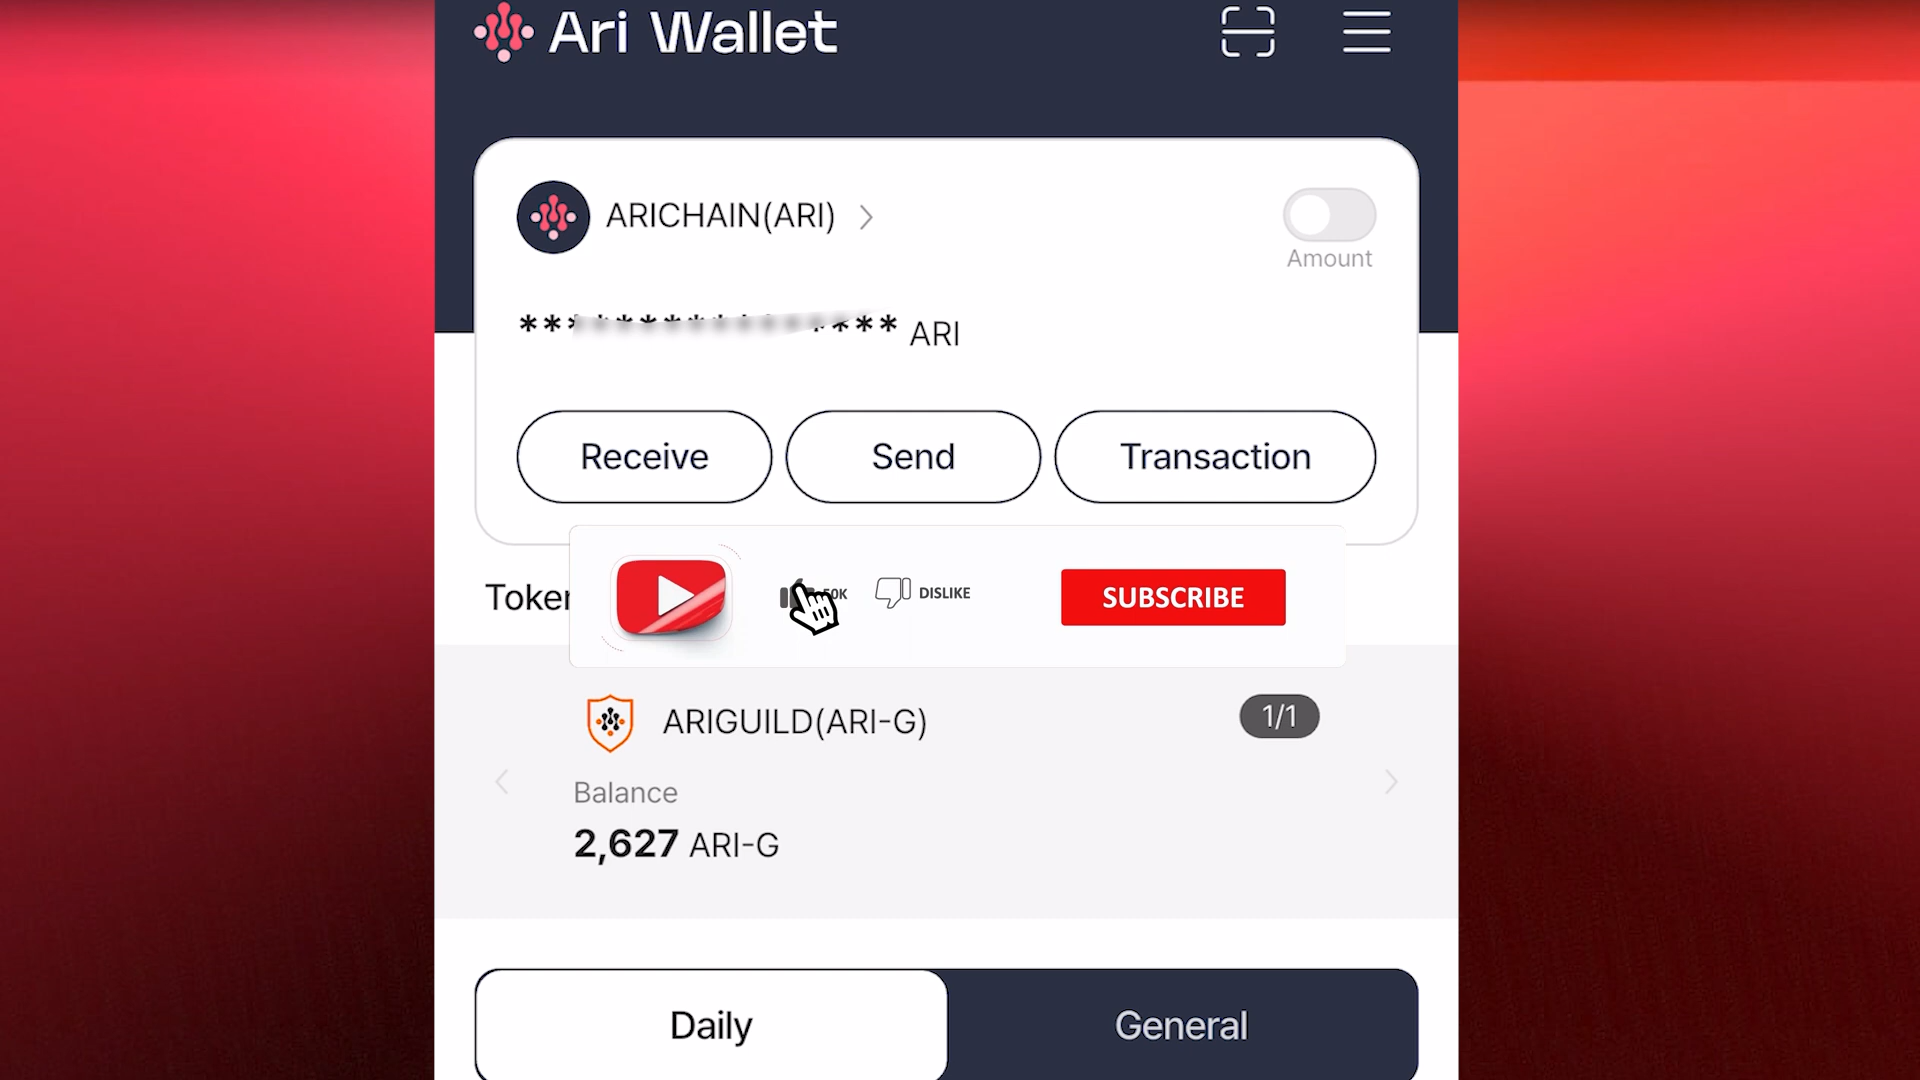 Ari Wallet
ARICHAIN(ARI)
Amount
**************** ARI
Receive
Send
Transaction
DISLIKE
SUBSCRIBE
ARIGUILD(ARI-G)
1/1
Balance
2,627 ARI-G
Daily
General